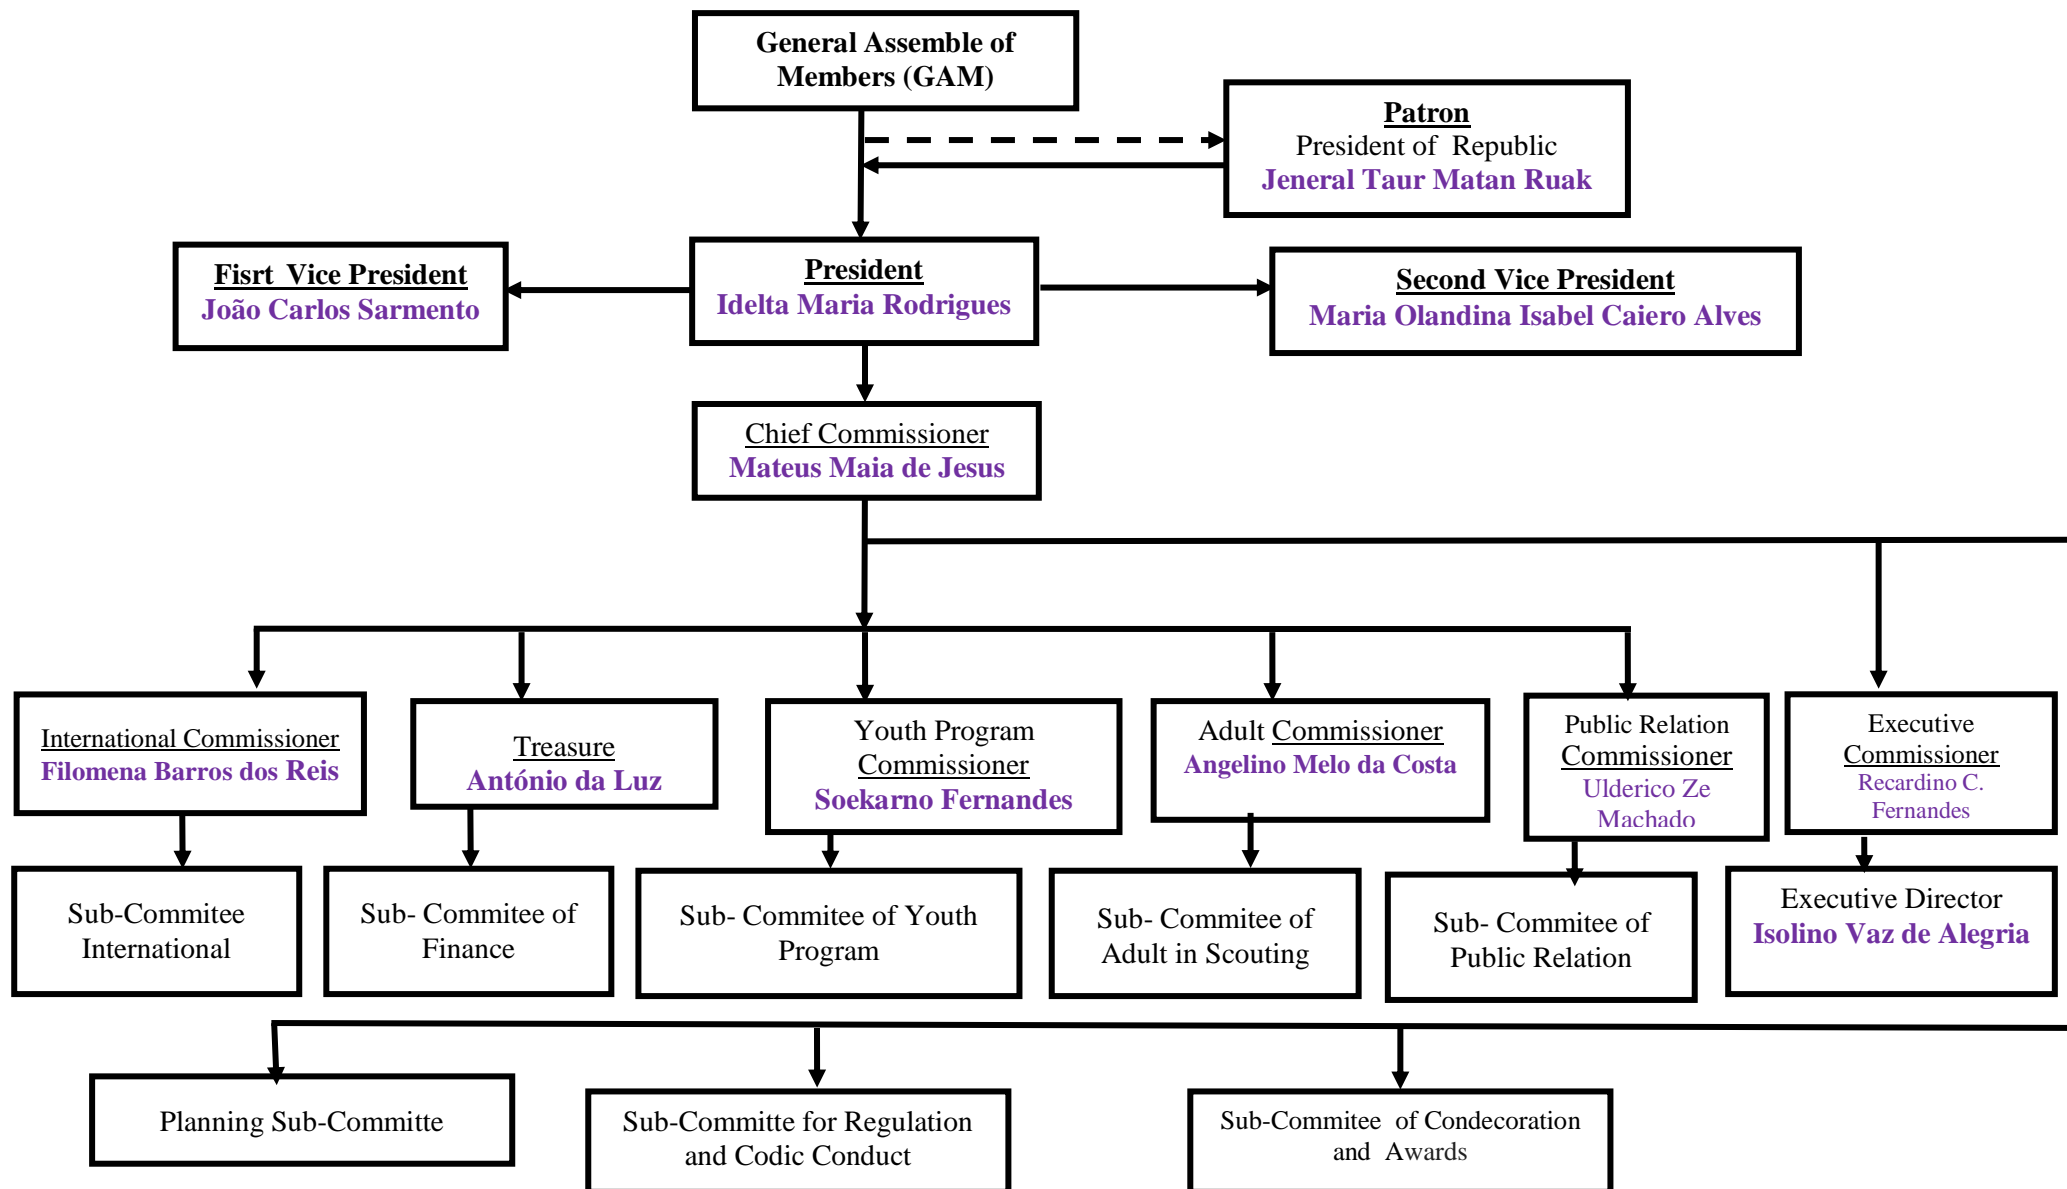 General Assemble of
Members (GAM)
Patron
President of Republic
Jeneral Taur Matan Ruak
Fisrt Vice President
João Carlos Sarmento
President
Idelta Maria Rodrigues
Second Vice President
Maria Olandina Isabel Caiero Alves
Chief Commissioner
Mateus Maia de Jesus
International Commissioner
Filomena Barros dos Reis
Treasure
António da Luz
Youth Program
Commissioner
Soekarno Fernandes
Adult Commissioner
Angelino Melo da Costa
Public Relation
Commissioner
Ulderico Ze
Machado
Executive
Commissioner
Recardino C.
Fernandes
Sub-Commitee
International
Sub- Commitee of
Finance
Sub- Commitee of Youth
Program
Sub- Commitee of
Adult in Scouting
Sub- Commitee of
Public Relation
Executive Director
Isolino Vaz de Alegria
Planning Sub-Committe
Sub-Committe for Regulation
and Codic Conduct
Sub-Commitee of Condecoration
and Awards